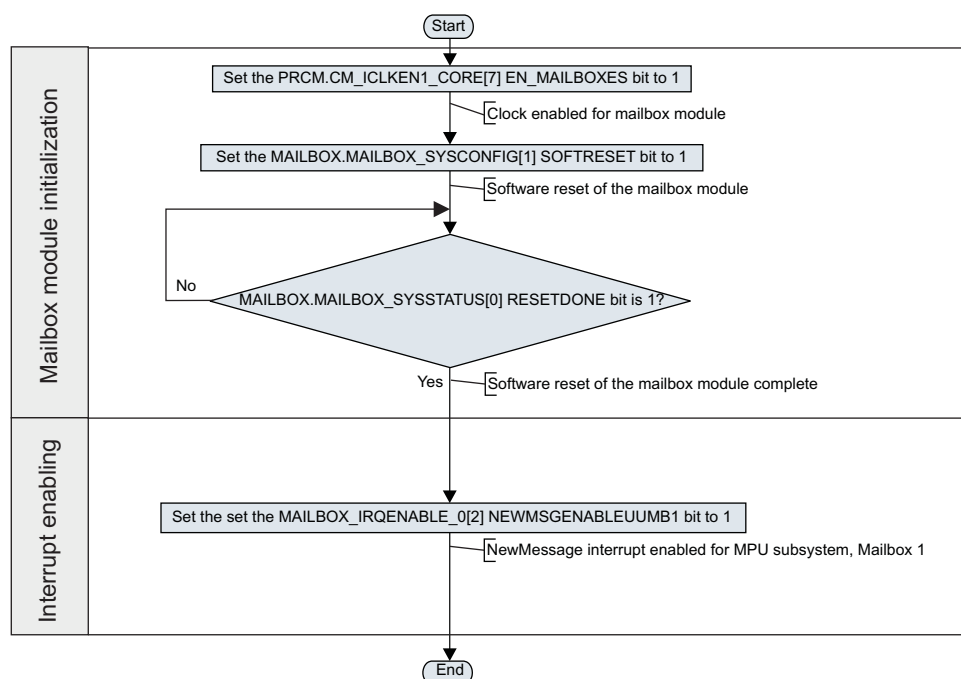 Start
Mailbox module initialization
Set the PRCM.CM_ICLKEN1_CORE[7] EN_MAILBOXES bit to 1
Clock enabled for mailbox module
Set the MAILBOX.MAILBOX_SYSCONFIG[1] SOFTRESET bit to 1
Software reset of the mailbox module
No
MAILBOX.MAILBOX_SYSSTATUS[0] RESETDONE bit is 1?
Yes
Software reset of the mailbox module complete
Interrupt enabling
Set the set the MAILBOX_IRQENABLE_0[2] NEWMSGENABLEUUMB1 bit to 1
NewMessage interrupt enabled for MPU subsystem, Mailbox 1
End